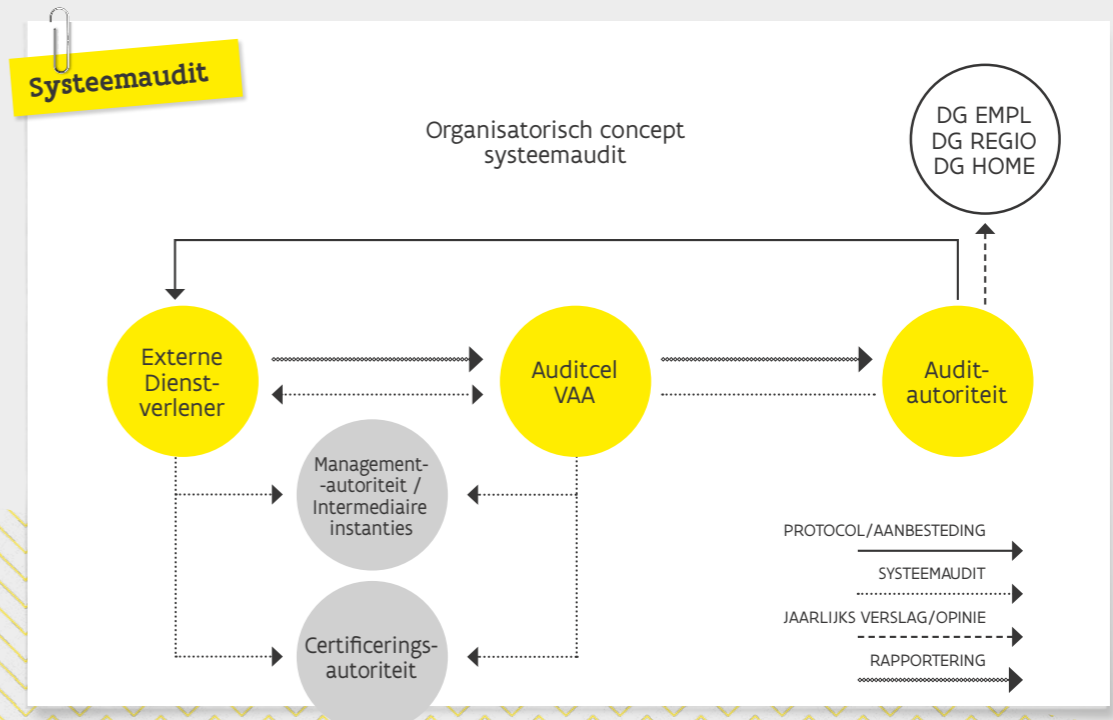 Systeemaudit
Organisatorisch concept
systeemaudit
DG EMPL
DG REGIO
DG HOME
Externe
Dienst-
verlener
Auditcel
VAA
Audit-
autoriteit
Management-
-autoriteit /
Intermediaire
instanties
Certificerings-
autoriteit
PROTOCOL/AANBESTEDING
SYSTEEMAUDIT
JAARLIJKS VERSLAG/OPINIE
RAPPORTERING